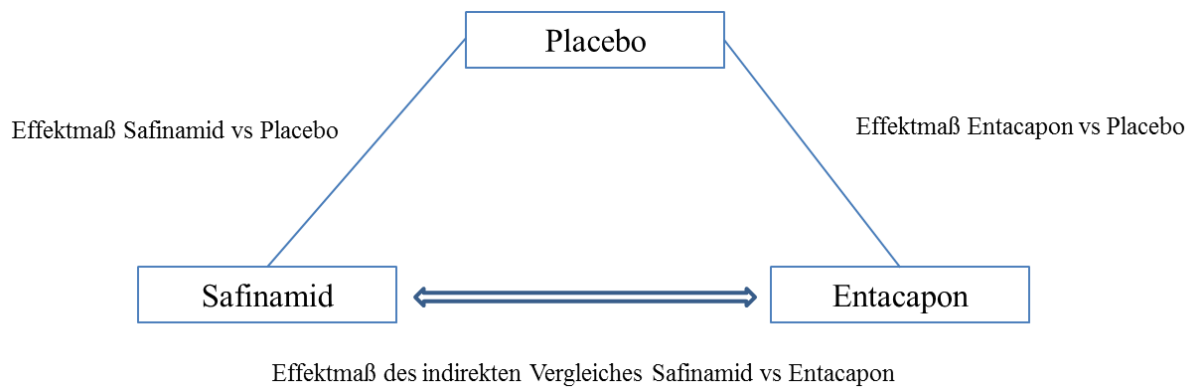 Placebo
Effektmaß Safinamid vs Placebo
Effektmaß Entacapon vs Placebo
Safinamid
Entacapon
Effektmaß des indirekten Vergleiches Safinamid vs Entacapon